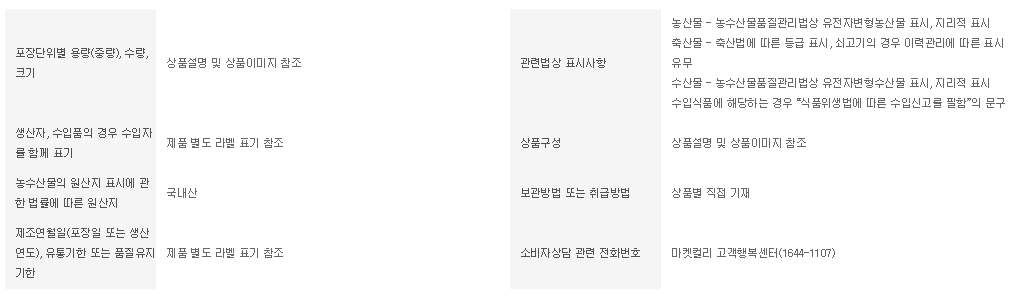 포장단위별 용량(중량), 수량,
크기
상품설명 및 상품이미지 참조
관련법상 표시사항
농산물 - 농수산물품질관리법상 유전자변형농산물 표시, 지리적 표시
축산물 - 축산법에 따른 등급 표시, 쇠고기의 경우 이력관리에 따른 표시
유무
수산물 - 농수산물품질관리법상 유전자변형수산물 표시, 지리적 표시
수입식품에 해당하는 경우 “식품위생법에 따른 수입신고를 필함”의 문구
생산자, 수입품의 경우 수입자
를 함께 표기
제품 별도 라벨 표기 참조
상품구성
상품설명 및 상품이미지 참조
농수산물의 원산지 표시에 관
한 법률에 따른 원산지
국내산
보관방법 또는 취급방법
상품별 직접 기재
제조연월일(포장일 또는 생산
연도), 유통기한 또는 품질유지
기한
제품 별도 라벨 표기 참조
소비자상담 관련 전화번호
마켓컬리 고객행복센터(1644-1107)